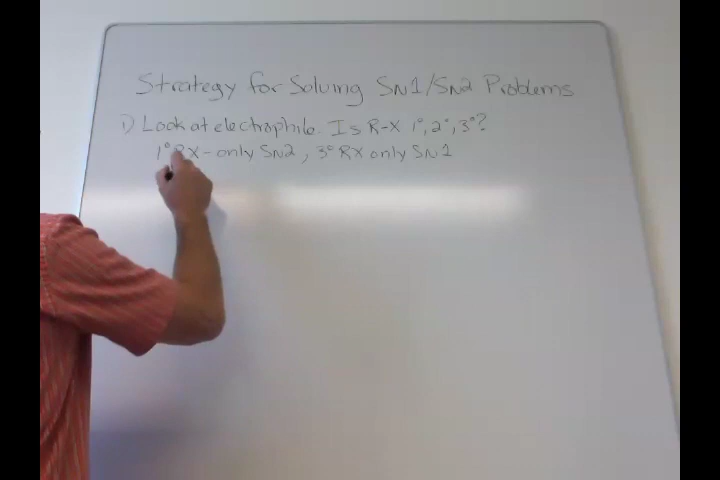 Strategy for Solving SN1/SN2 Problems
1) Look at electrophile. Is R-X 1°, 2°, 3°?
1° RX - only SN2, 3° RX only SN1